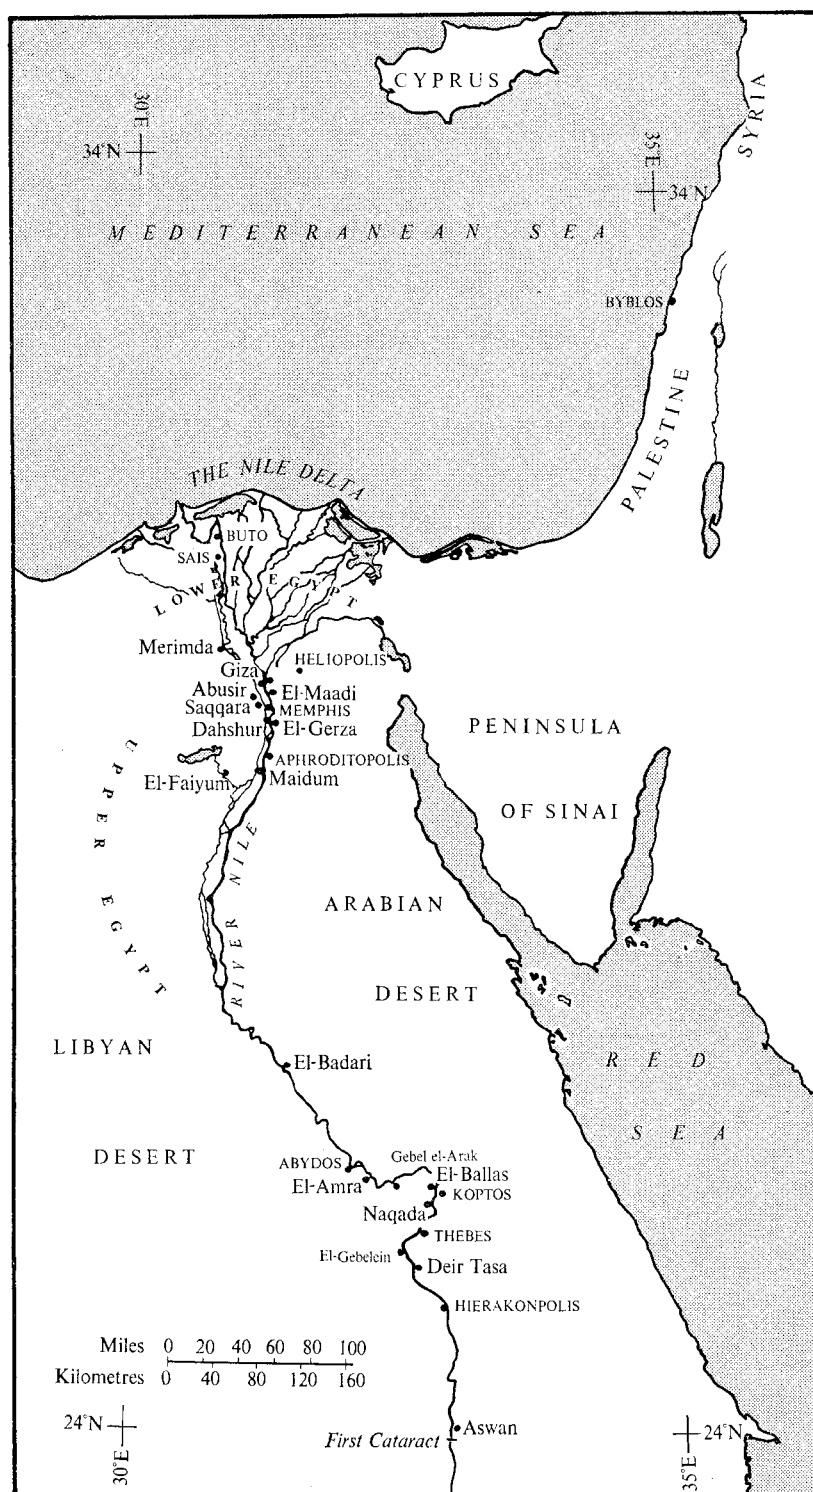 CYPRUS
SYRIA
30°E
34°N
35°E
34°N
MEDITERRANEAN SEA
BYBLOS
PALESTINE
THE NILE DELTA
BUTO
SAIS
LOWER EGYPT
Merimda
HELIOPOLIS
Giza
El-Maadi
Abusir
Saqqara
MEMPHIS
Dahshur
El-Gerza
APHRODITOPOLIS
El-Faiyum
Maidum
PENINSULA
OF SINAI
UPPER EGYPT
RIVER NILE
ARABIAN
DESERT
LIBYAN
DESERT
RED
SEA
El-Badari
ABYDOS
Gebel el-Arak
El-Ballas
El-Amra
KOPTOS
Naqada
THEBES
El-Gebelein
Deir Tasa
HIERAKONPOLIS
Miles 0 20 40 60 80 100
Kilometres 0 40 80 120 160
24°N
30°E
Aswan
First Cataract
24°N
35°E